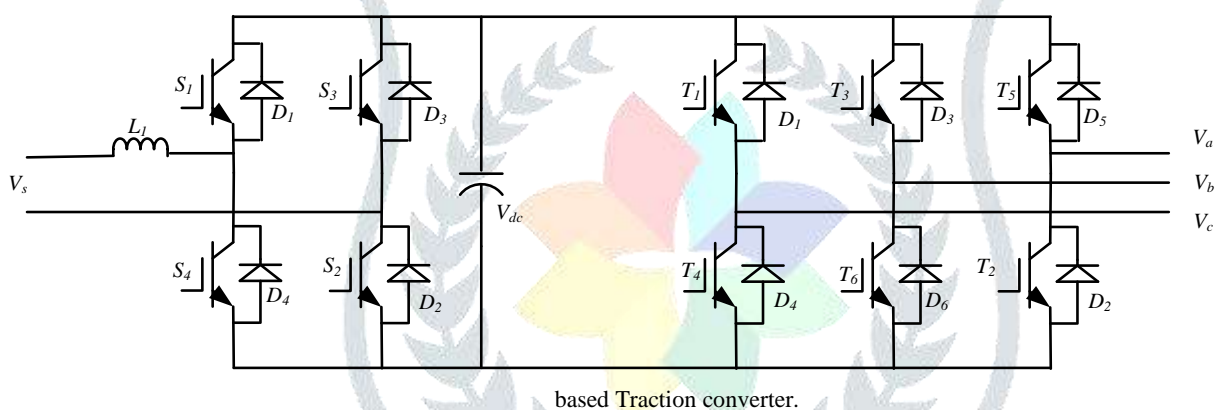 S1 D1 S3 D3 T1 D1 T3 D3 T5 D5
L1
Vs
Vdc
Va
Vb
Vc
S4 D4 S2 D2 T4 D4 T6 D6 T2 D2
based Traction converter.